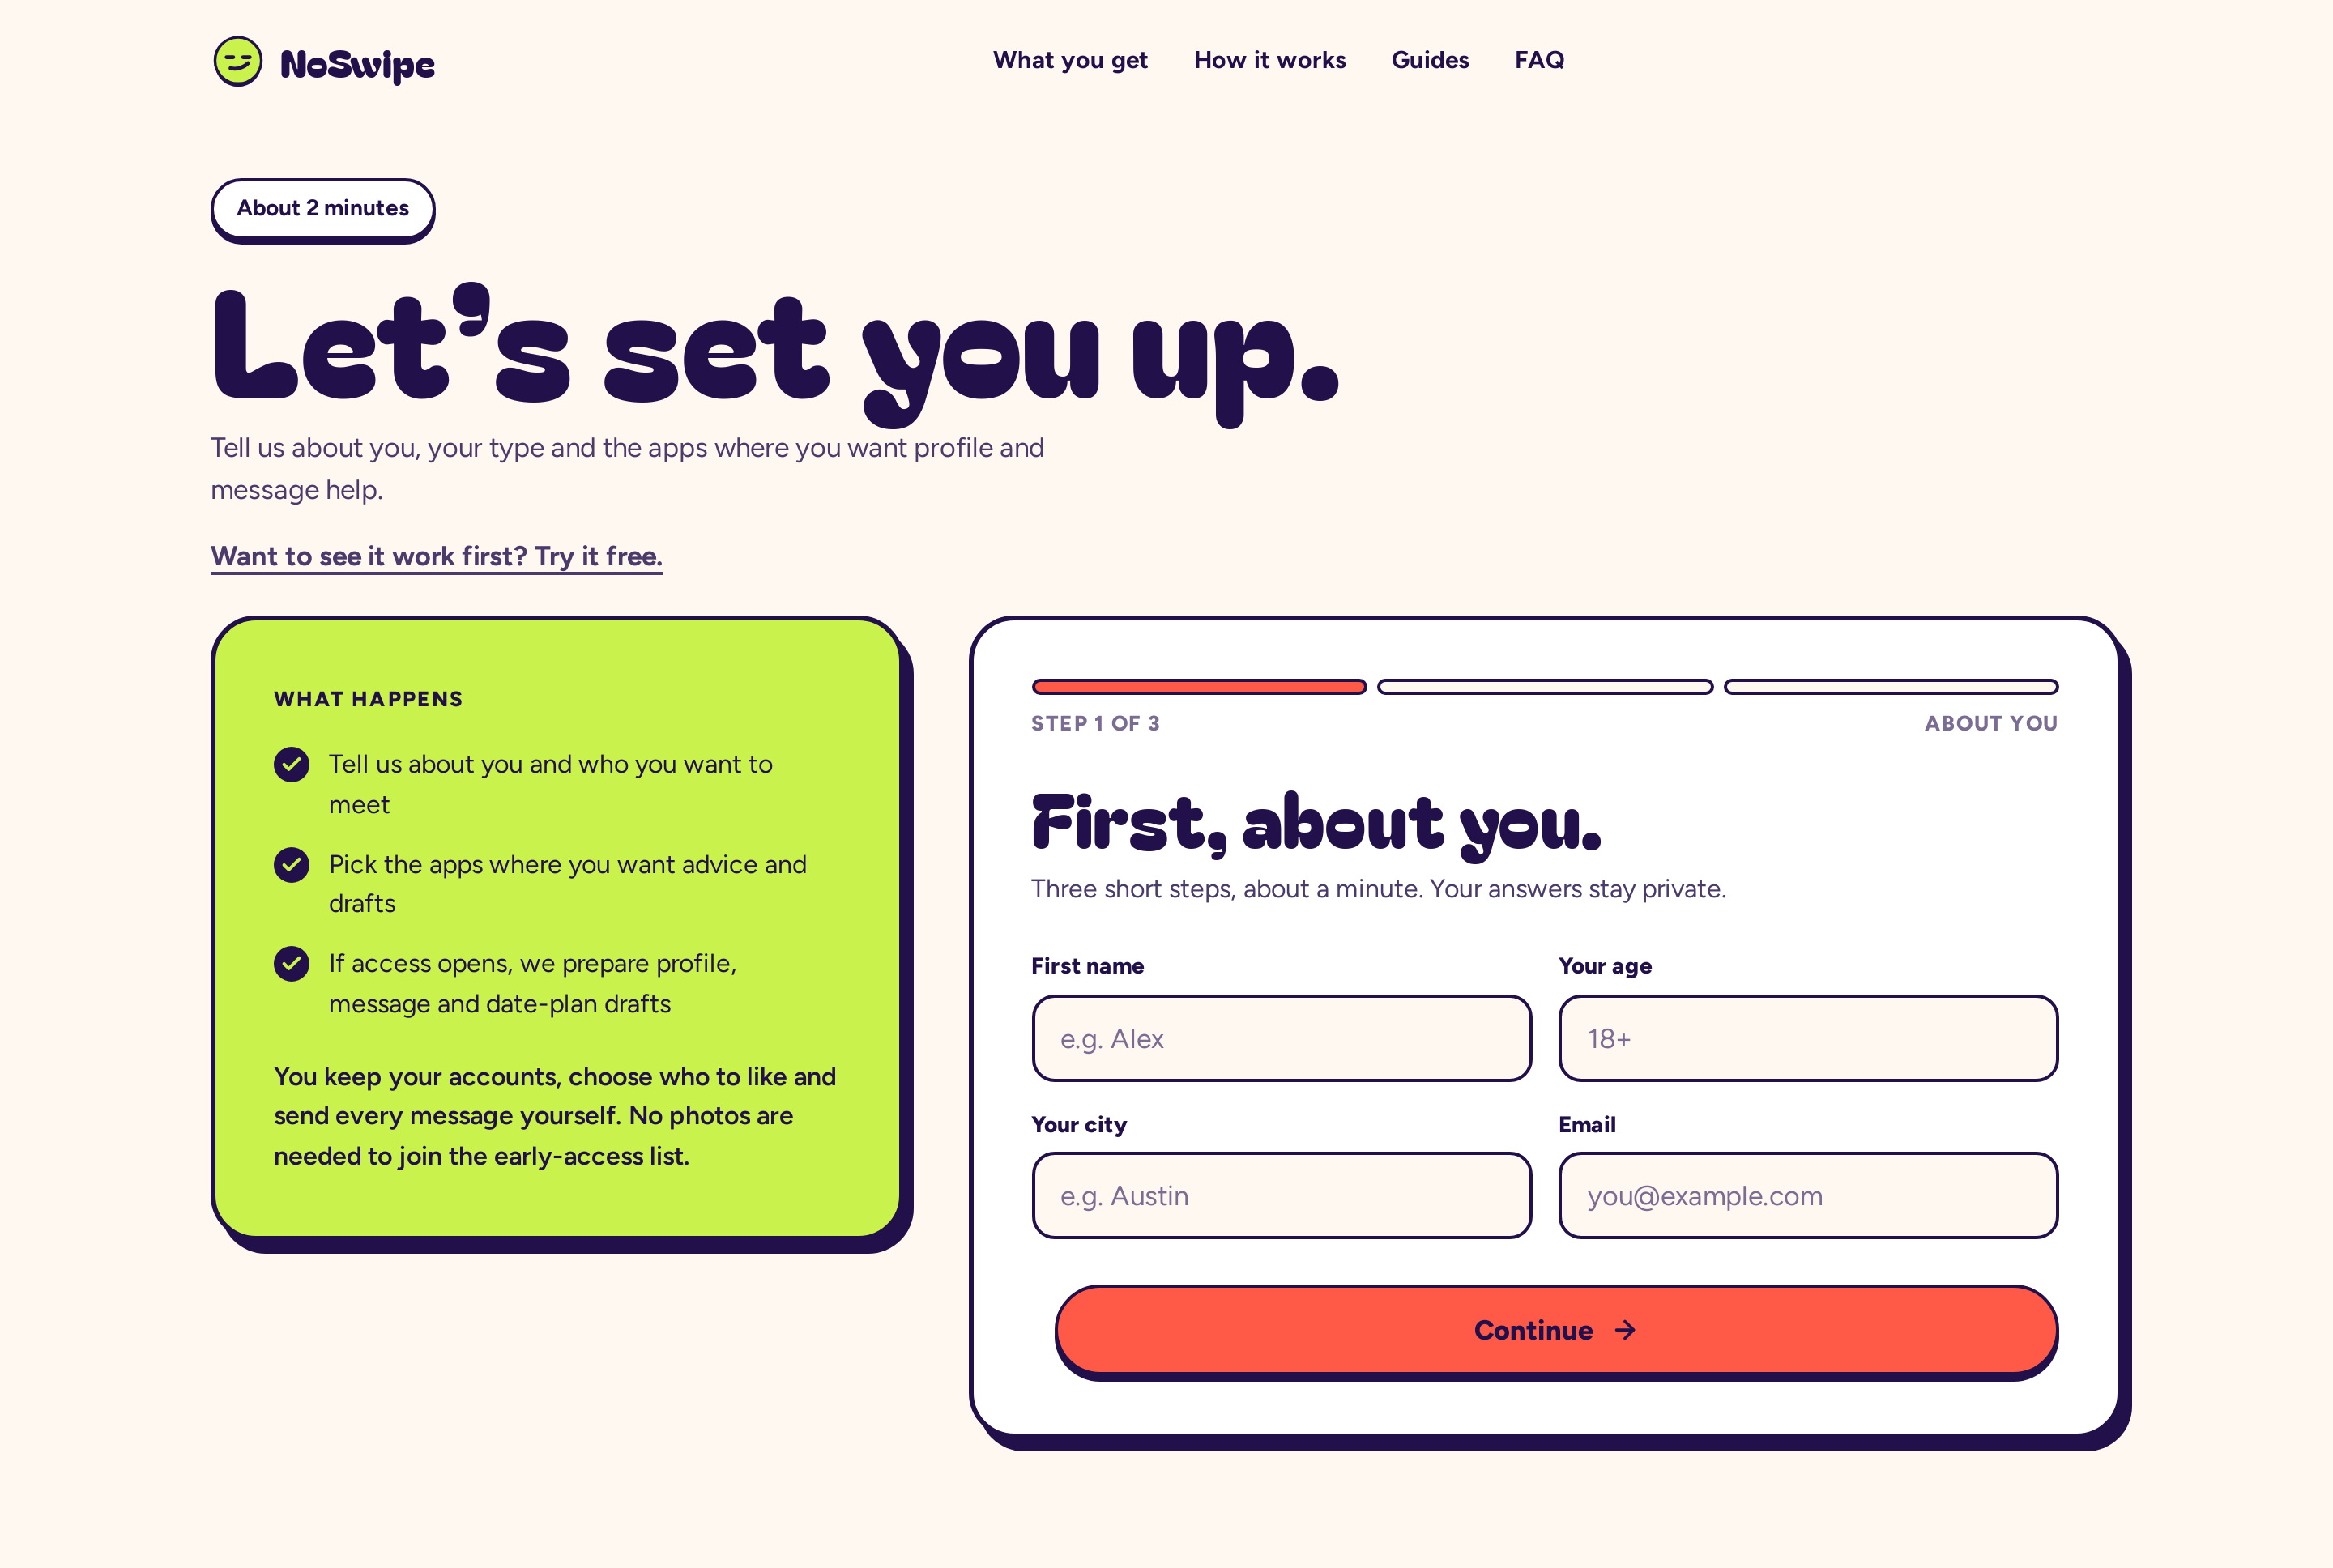 NoSwipe
What you get
How it works
Guides
FAQ
About 2 minutes
Let’s set you up.
Tell us about you, your type and the apps where you want profile and
message help.
Want to see it work first? Try it free.
WHAT HAPPENS
Tell us about you and who you want to
meet
Pick the apps where you want advice and
drafts
If access opens, we prepare profile,
message and date-plan drafts
You keep your accounts, choose who to like and
send every message yourself. No photos are
needed to join the early-access list.
STEP 1 OF 3
ABOUT YOU
First, about you.
Three short steps, about a minute. Your answers stay private.
First name
Your age
e.g. Alex
18+
Your city
Email
e.g. Austin
you@example.com
Continue →